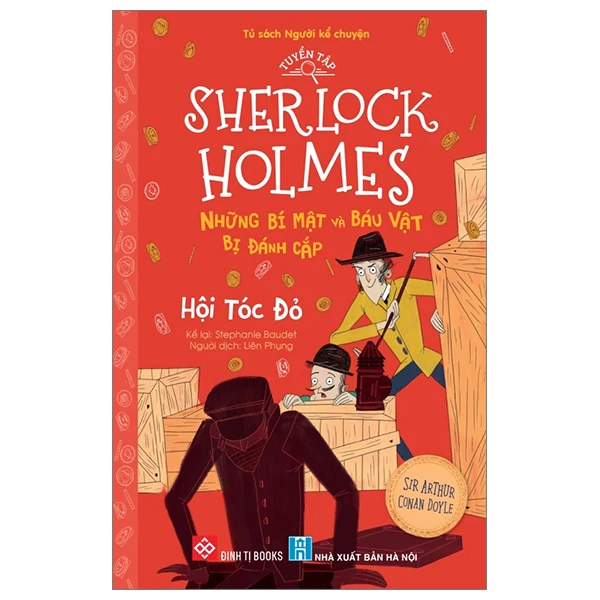 Tủ sách Người kể chuyện
TUYỂN TẬP
SHERLOCK
HOLMES
NHỮNG BÍ MẬT VÀ BÁU VẬT
BỊ ĐÁNH CẮP
Hội Tóc Đỏ
Kể lại: Stephanie Baudet
Người dịch: Liên Phụng
SIR ARTHUR
CONAN DOYLE
ĐINH TỊ BOOKS
NHÀ XUẤT BẢN HÀ NỘI